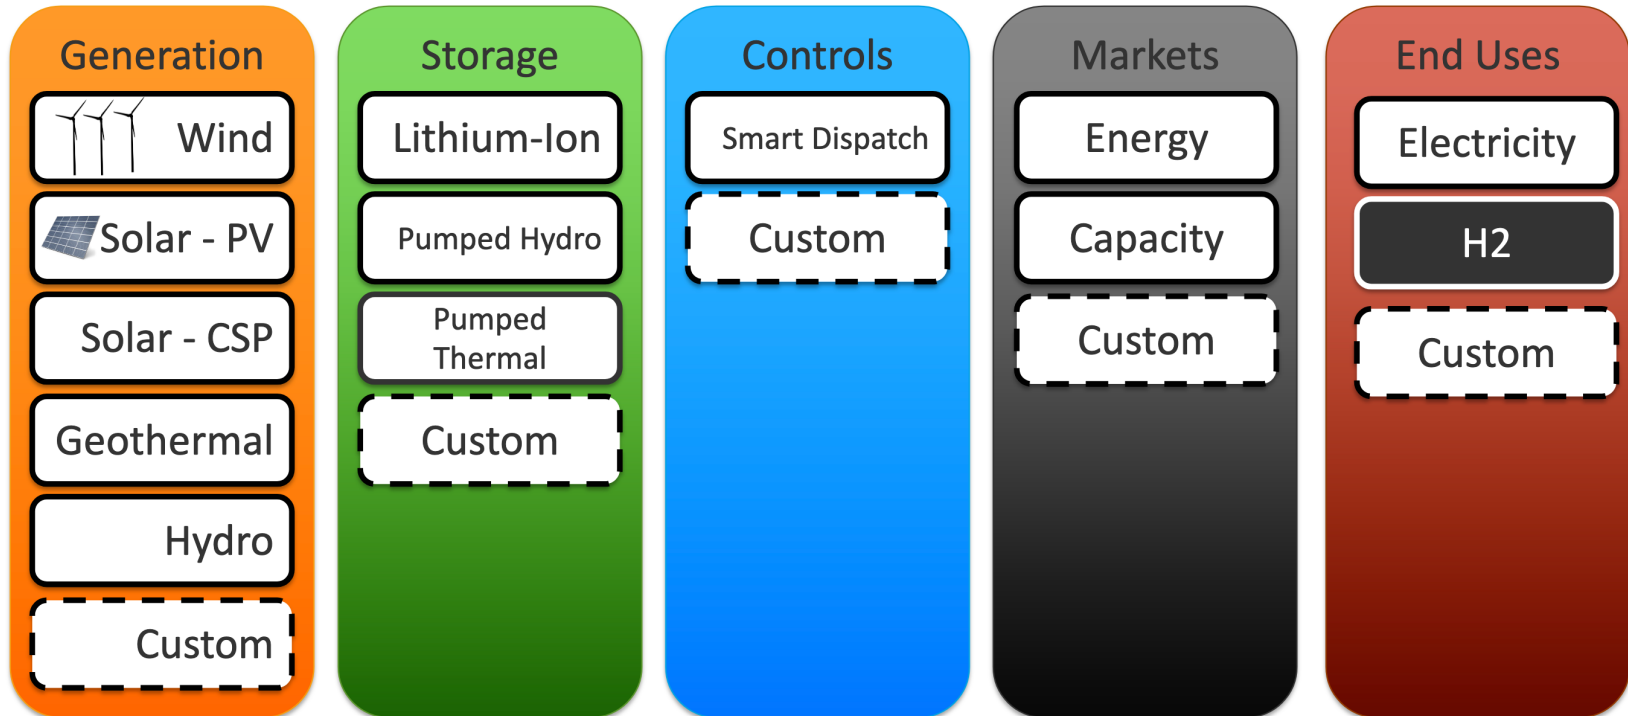 Generation
Wind
Solar - PV
Solar - CSP
Geothermal
Hydro
Custom
Storage
Lithium-Ion
Pumped Hydro
Pumped
Thermal
Custom
Controls
Smart Dispatch
Custom
Markets
Energy
Capacity
Custom
End Uses
Electricity
H2
Custom